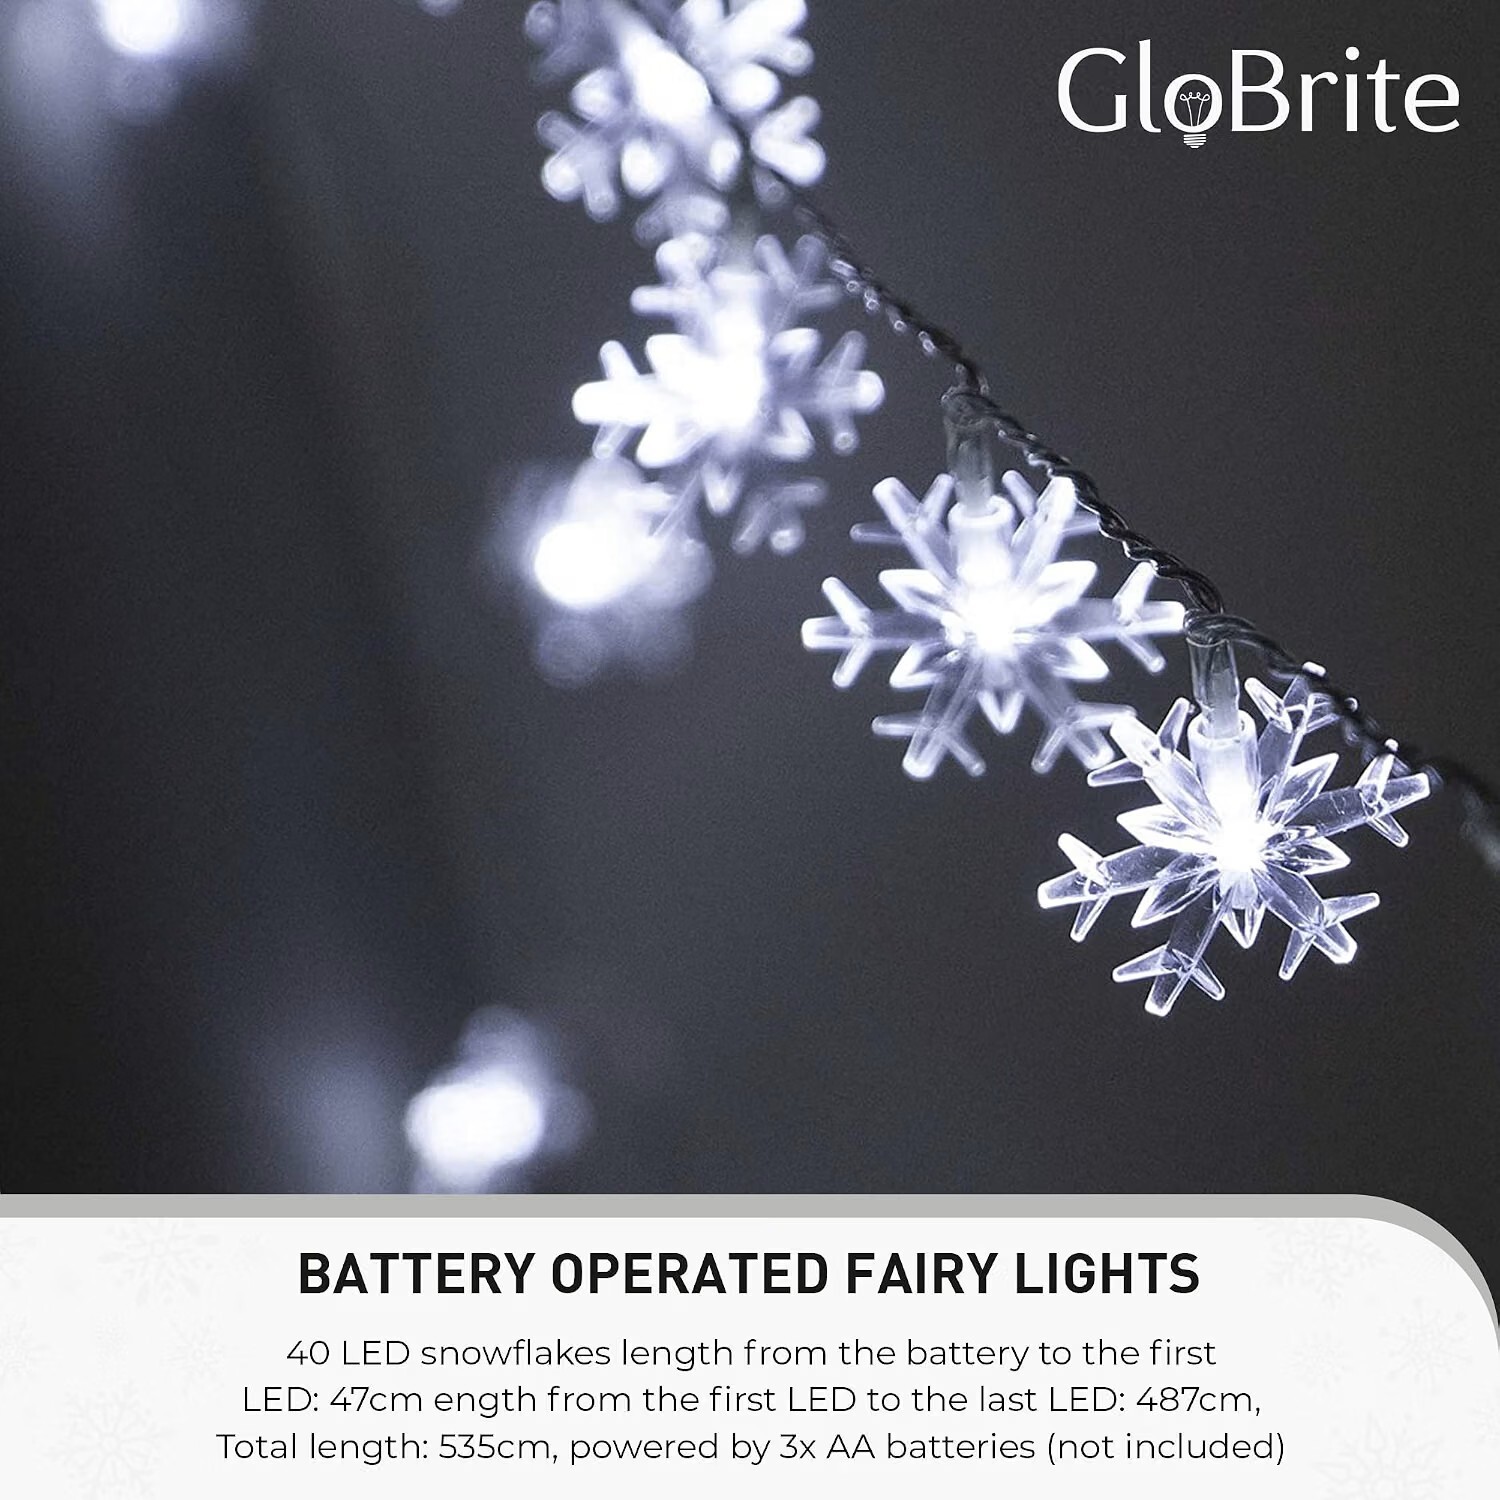 GloBrite
BATTERY OPERATED FAIRY LIGHTS
40 LED snowflakes length from the battery to the first
LED: 47cm ength from the first LED to the last LED: 487cm,
Total length: 535cm, powered by 3x AA batteries (not included)